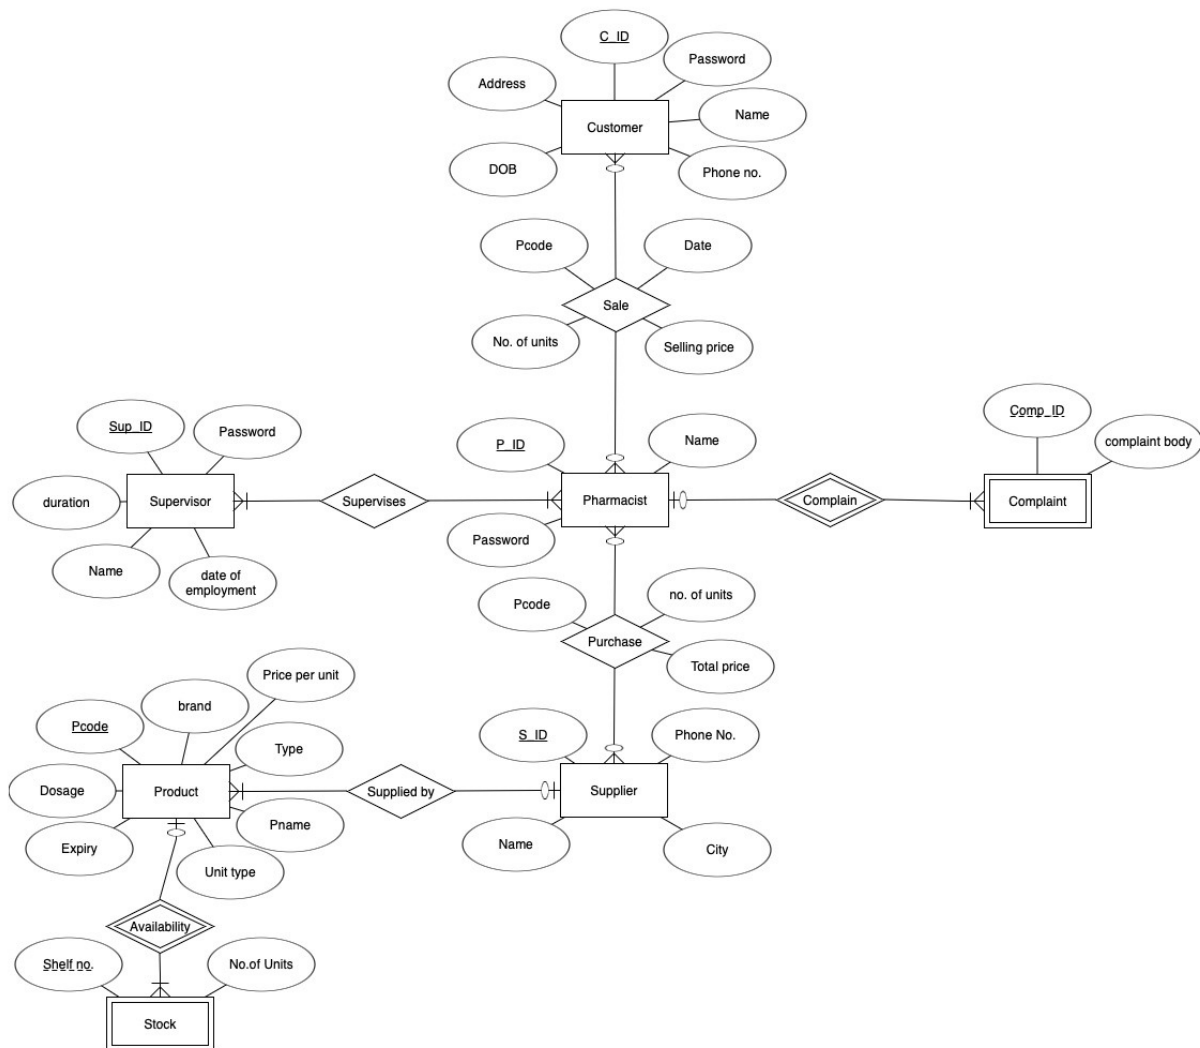 C_ID
Password
Address
Name
Customer
DOB
Phone no.
Pcode
Date
Sale
No. of units
Selling price
Comp_ID
Sup_ID
Password
P_ID
Name
complaint body
duration
Supervisor
Supervises
Pharmacist
Complain
Complaint
Password
Name
date of
employment
Pcode
no. of units
Purchase
Total price
Price per unit
brand
Pcode
S_ID
Phone No.
Type
Dosage
Product
Supplied by
Supplier
Pname
Expiry
Name
City
Unit type
Availability
Shelf no.
No.of Units
Stock